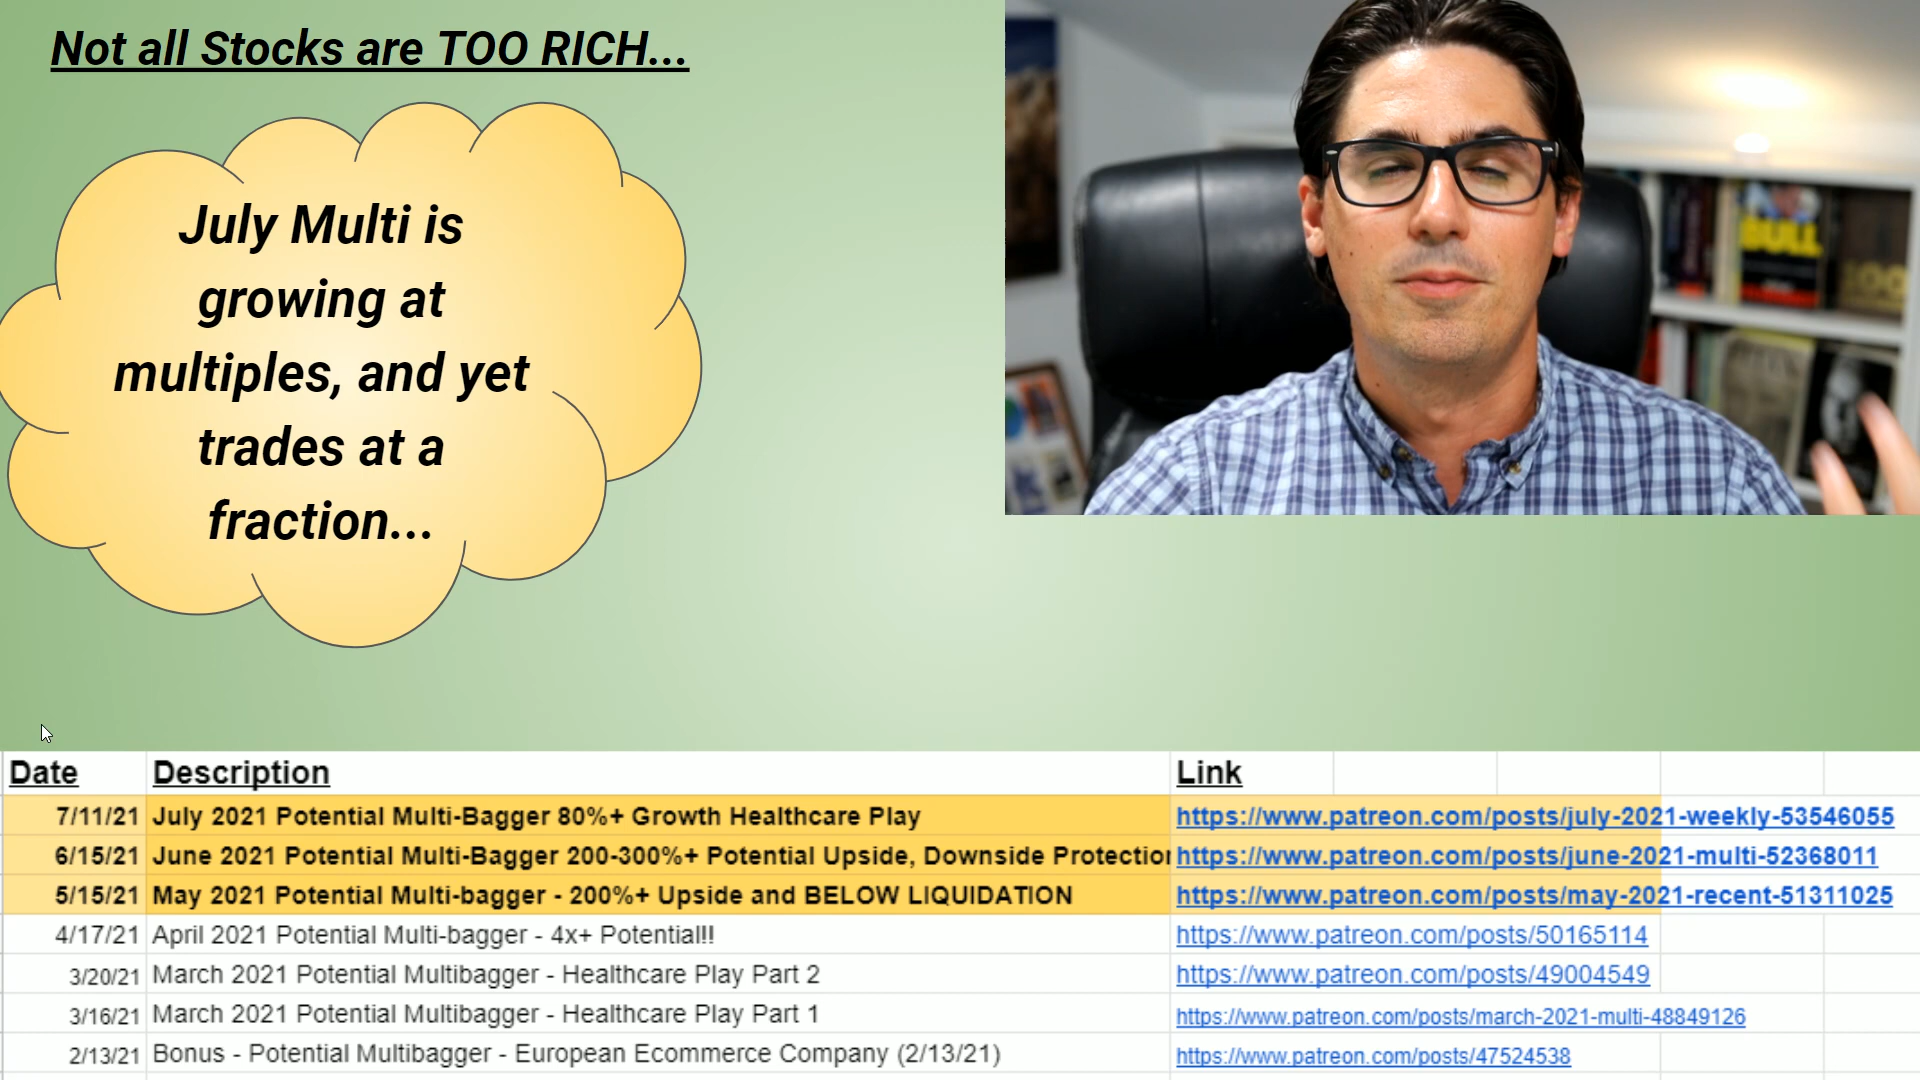 Not all Stocks are TOO RICH...
July Multi is
growing at
multiples, and yet
trades at a
fraction...
BULL
Date Description Link
7/11/21 July 2021 Potential Multi-Bagger 80%+ Growth Healthcare Play https://www.patreon.com/posts/july-2021-weekly-53546055
6/15/21 June 2021 Potential Multi-Bagger 200-300%+ Potential Upside, Downside Protection https://www.patreon.com/posts/june-2021-multi-52368011
5/15/21 May 2021 Potential Multi-bagger - 200%+ Upside and BELOW LIQUIDATION https://www.patreon.com/posts/may-2021-recent-51311025
4/17/21 April 2021 Potential Multi-bagger - 4x+ Potential!! https://www.patreon.com/posts/50165114
3/20/21 March 2021 Potential Multibagger - Healthcare Play Part 2 https://www.patreon.com/posts/49004549
3/16/21 March 2021 Potential Multibagger - Healthcare Play Part 1 https://www.patreon.com/posts/march-2021-multi-48849126
2/13/21 Bonus - Potential Multibagger - European Ecommerce Company (2/13/21) https://www.patreon.com/posts/47524538